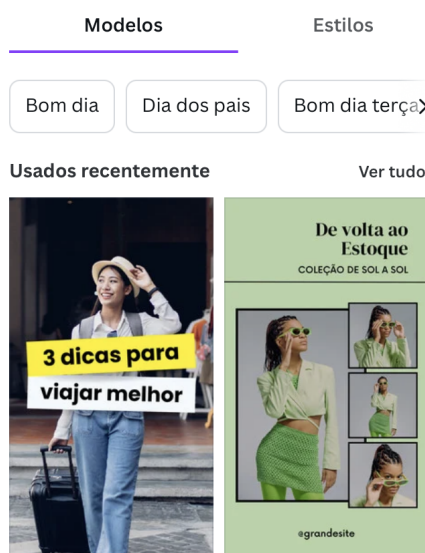 Modelos
Estilos
Bom dia
Dia dos pais
Bom dia terça
Usados recentemente
Ver tudo
3 dicas para
viajar melhor
De volta ao
Estoque
COLEÇÃO DE SOL A SOL
@grandesite